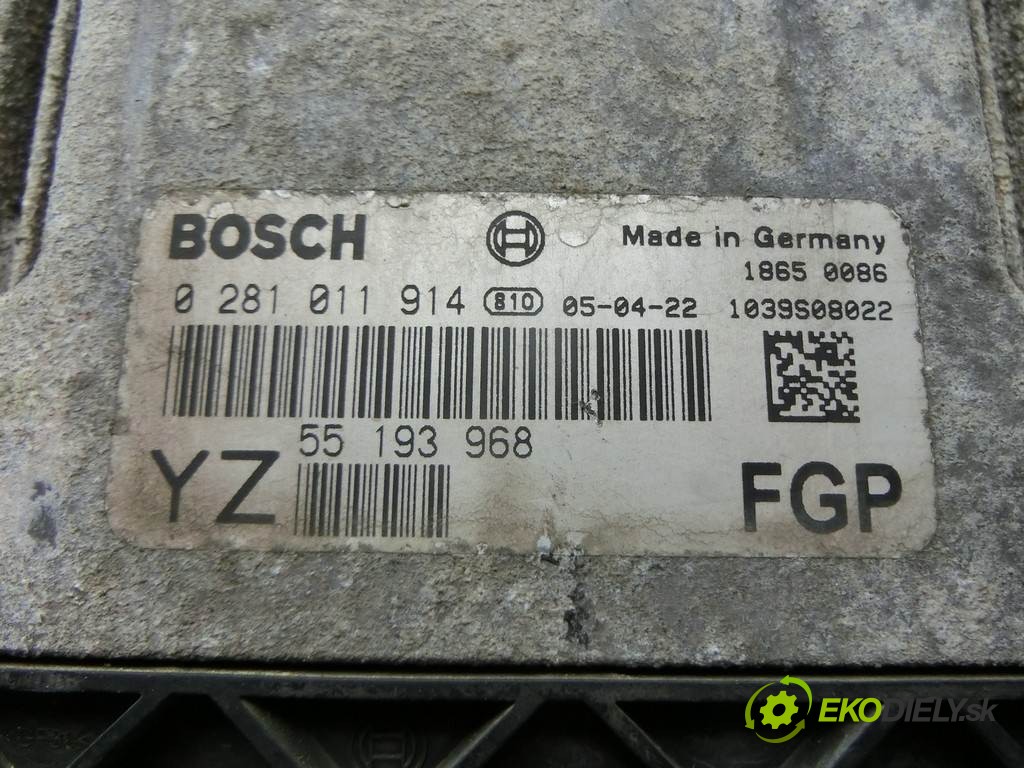 BOSCH Made in Germany
1865 0086
0 281 011 914 810 05-04-22 1039S08022
55 193 968
YZ FGP
EKODIELY.sk